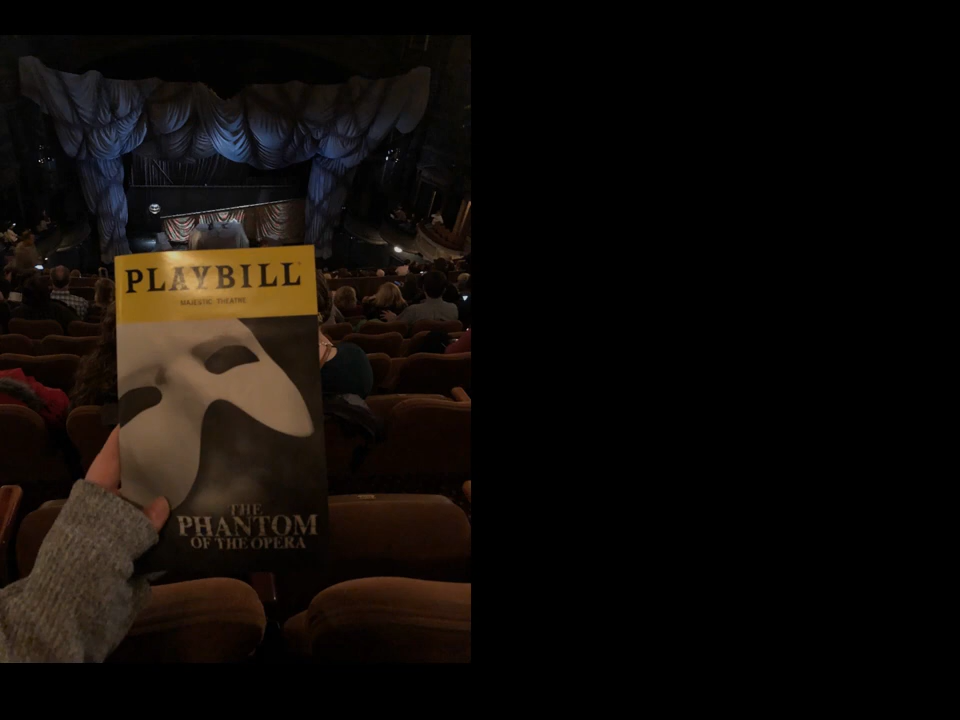 PLAYBILL
MAJESTIC THEATRE
THE
PHANTOM
OF THE OPERA